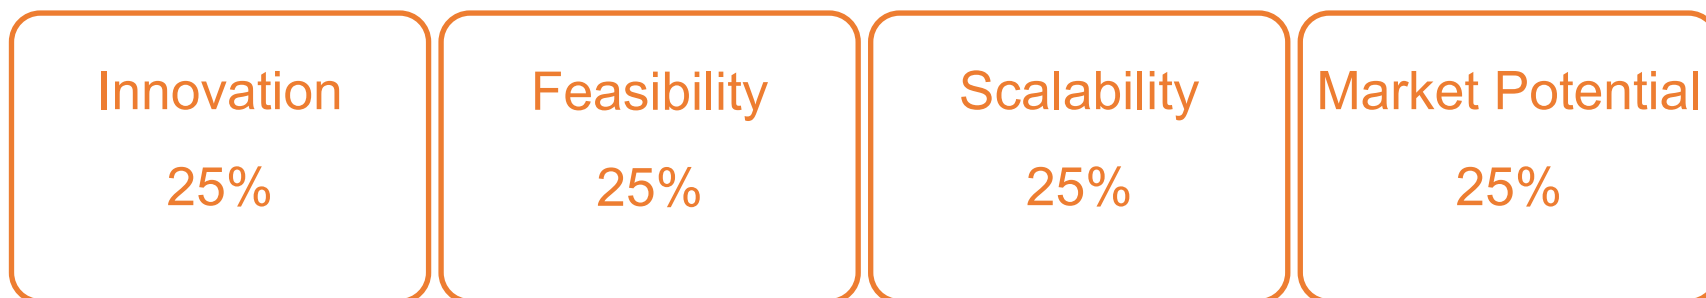 Innovation
25%
Feasibility
25%
Scalability
25%
Market Potential
25%